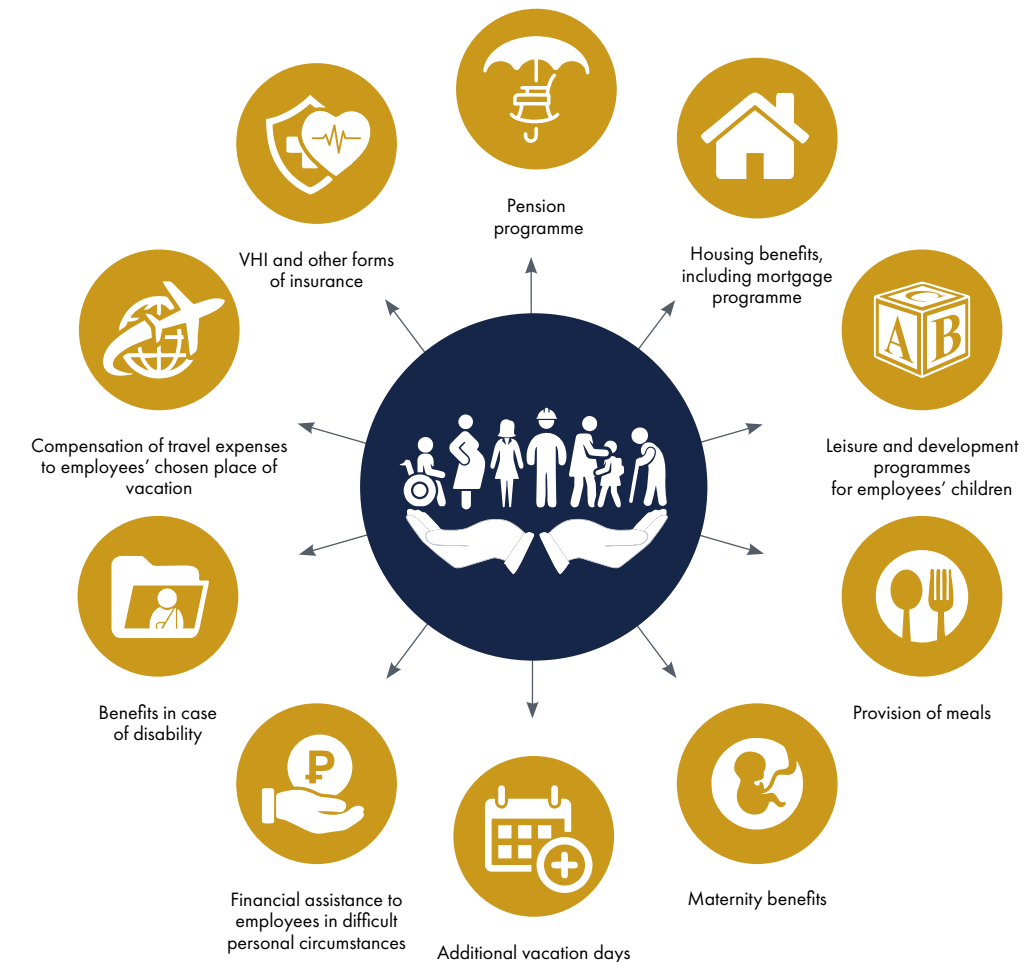 Pension
programme
Housing benefits,
including mortgage
programme
VHI and other forms
of insurance
A
B
C
Leisure and development
programmes
for employees’ children
Compensation of travel expenses
to employees’ chosen place of
vacation
Provision of meals
Benefits in case
of disability
₽
Maternity benefits
Financial assistance to
employees in difficult
personal circumstances
Additional vacation days